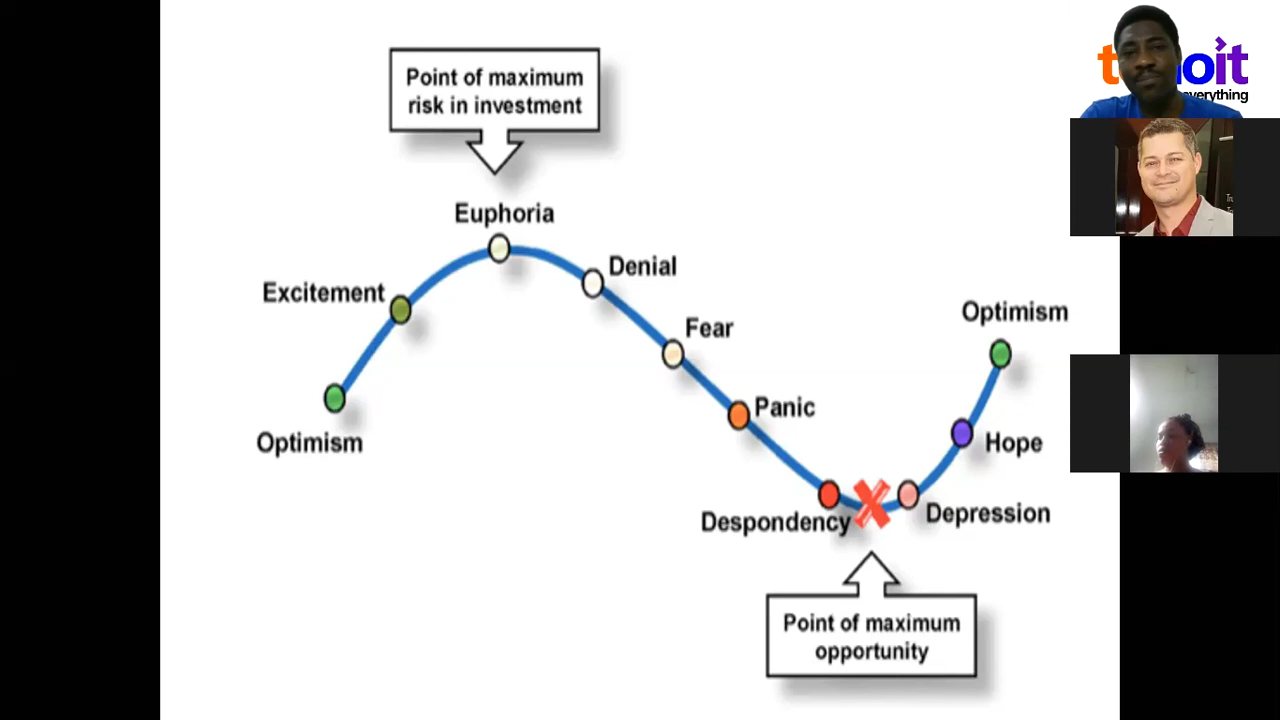 Point of maximum
risk in investment
Euphoria
Denial
Excitement
Fear
Optimism
Optimism
Panic
Hope
Despondency
Depression
Point of maximum
opportunity
everything